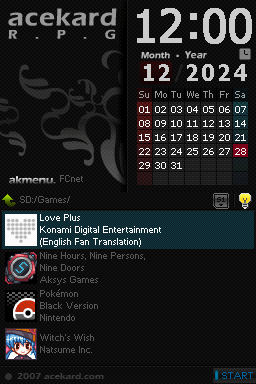 acekard
R. P. G
12:00
Month · Year
12 / 2024
Su Mo Tu We Th Fr Sa
01 02 03 04 05 06 07
08 09 10 11 12 13 14
15 16 17 18 19 20 21
22 23 24 25 26 27 28
29 30 31
akmenu. FCnet
SD:/Games/
Love Plus
Konami Digital Entertainment
(English Fan Translation)
Nine Hours, Nine Persons,
Nine Doors
Aksys Games
Pokémon
Black Version
Nintendo
Witch's Wish
Natsume Inc.
© 2007 acekard.com
START